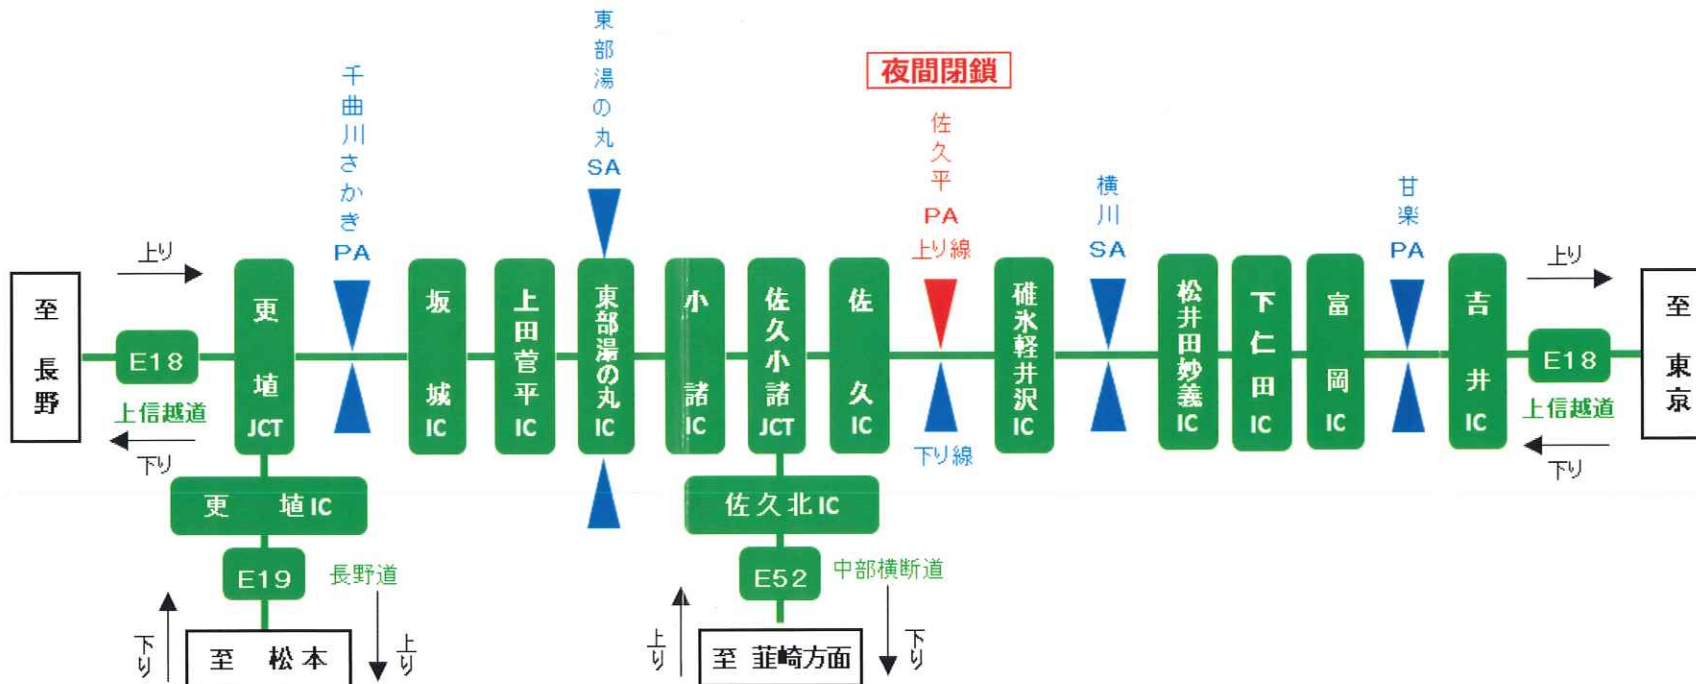 夜間閉鎖
千曲川さかきPA
東部湯の丸SA
佐久平PA
上り線
横川SA
甘楽PA
上り
上り
至 長野
E18
上信越道
下り
更埴JCT
坂城IC
上田菅平IC
東部湯の丸IC
小諸IC
佐久小諸JCT
佐久IC
下り線
碓氷軽井沢IC
松井田妙義IC
下仁田IC
富岡IC
吉井IC
E18
上信越道
下り
至 東京
更埴IC
佐久北IC
E19
長野道
E52
中部横断道
下り
至 松本
上り
上り
至 韮崎方面
下り